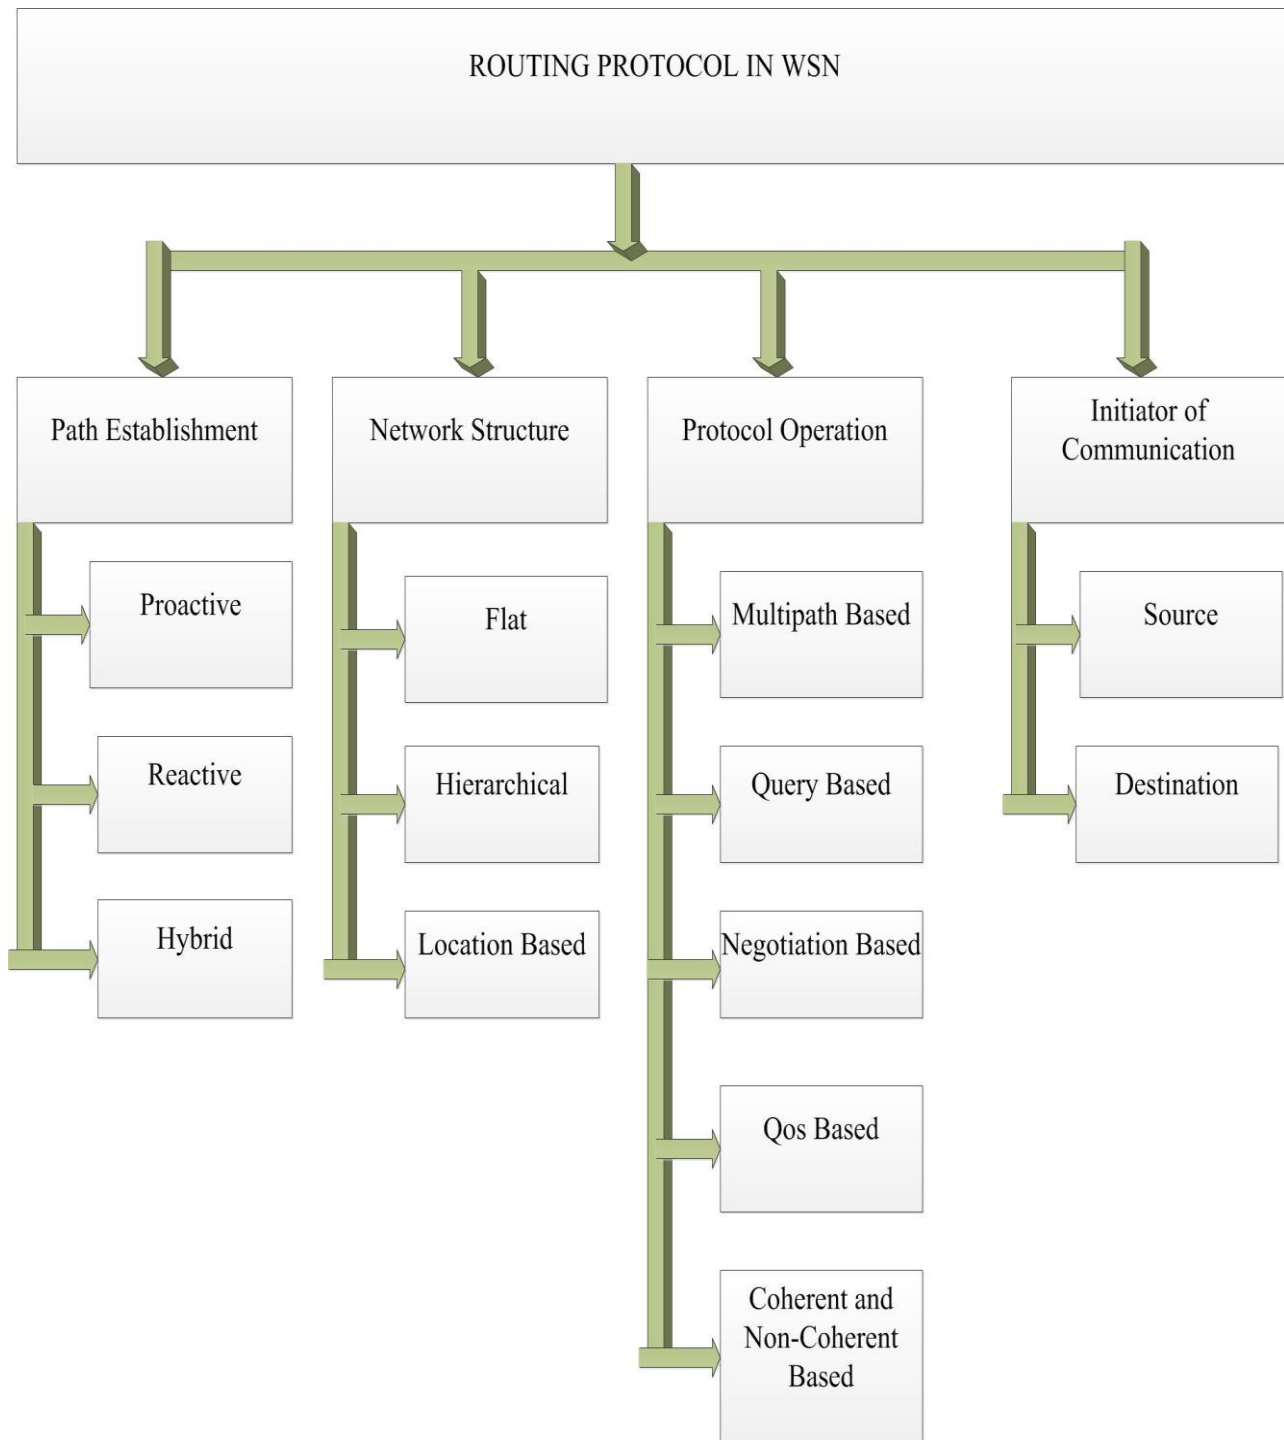 ROUTING PROTOCOL IN WSN
Path Establishment
Proactive
Reactive
Hybrid
Network Structure
Flat
Hierarchical
Location Based
Protocol Operation
Multipath Based
Query Based
Negotiation Based
Qos Based
Coherent and
Non-Coherent
Based
Initiator of
Communication
Source
Destination